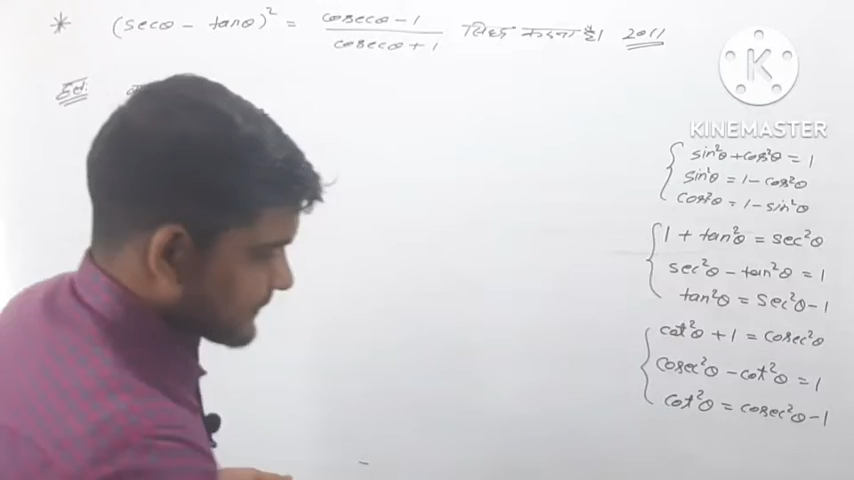 * (secθ - tanθ)² = cosecθ - 1 / cosecθ + 1 सिद्ध करना है। 2011
हल:
K
KINEMASTER
sin²θ + cos²θ = 1
sin²θ = 1 - cos²θ
cos²θ = 1 - sin²θ
1 + tan²θ = sec²θ
sec²θ - tan²θ = 1
tan²θ = sec²θ - 1
cot²θ + 1 = cosec²θ
cosec²θ - cot²θ = 1
cot²θ = cosec²θ - 1